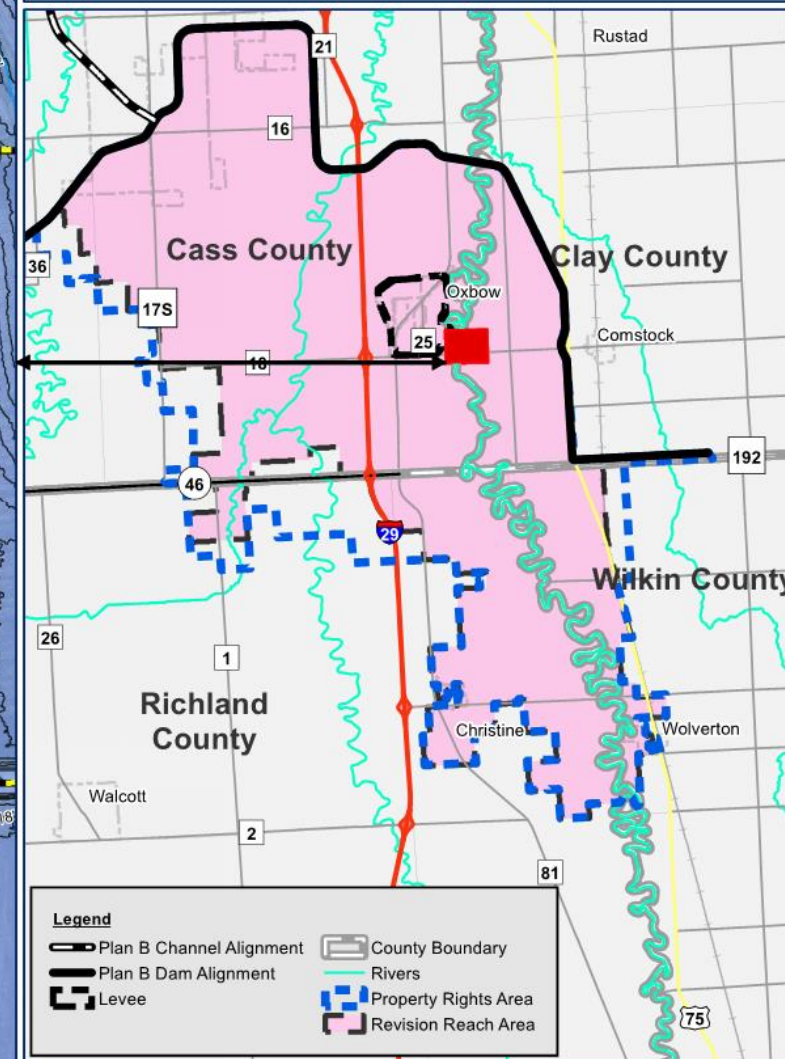 Rustad
21
16
Cass County
Clay County
36
Oxbow
17S
25
Comstock
18
192
46
29
Wilkin County
26
1
Richland
County
Christine
Wolverton
Walcott
2
81
Legend
Plan B Channel Alignment
Plan B Dam Alignment
Levee
County Boundary
Rivers
Property Rights Area
Revision Reach Area
75